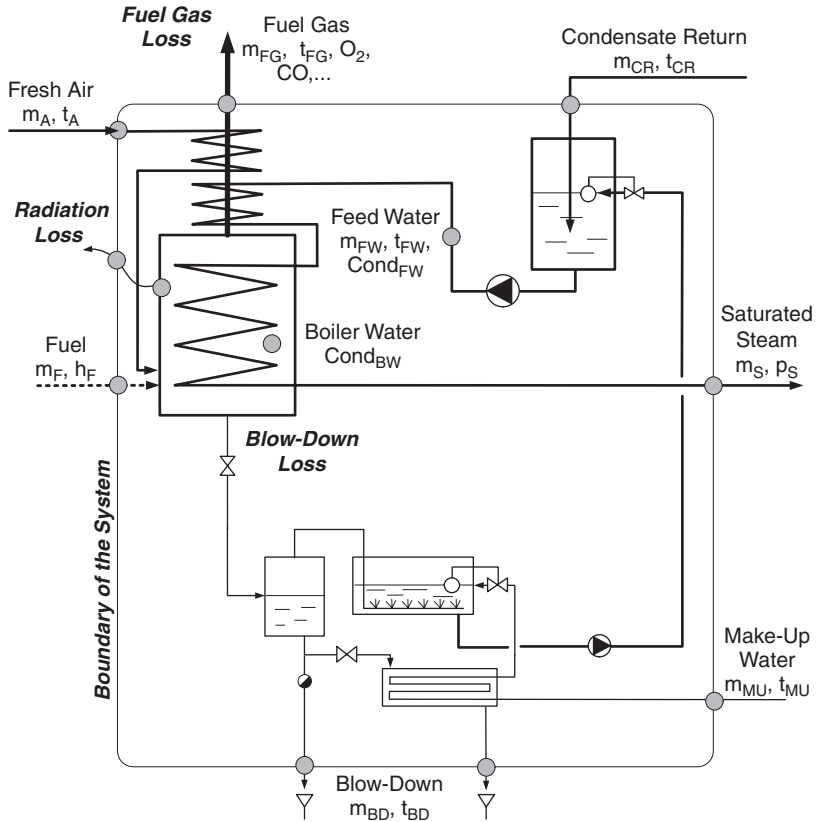 Fuel Gas
Loss
Fuel Gas
m_FG, t_FG, O₂,
CO,...
Condensate Return
m_CR, t_CR
Fresh Air
m_A, t_A
Radiation
Loss
Feed Water
m_FW, t_FW,
Cond_FW
Saturated
Steam
m_S, p_S
Boiler Water
Cond_BW
Fuel
m_F, h_F
Blow-Down
Loss
Boundary of the System
Make-Up
Water
m_MU, t_MU
Blow-Down
m_BD, t_BD